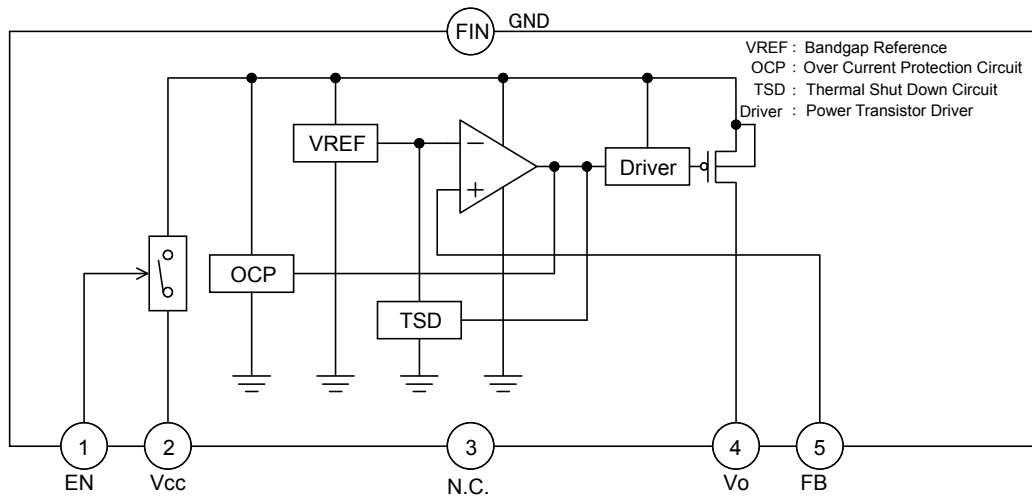 FIN GND
VREF : Bandgap Reference
OCP : Over Current Protection Circuit
TSD : Thermal Shut Down Circuit
Driver : Power Transistor Driver
VREF
−
+
Driver
OCP
TSD
1
2
3
4
5
EN
Vcc
N.C.
Vo
FB